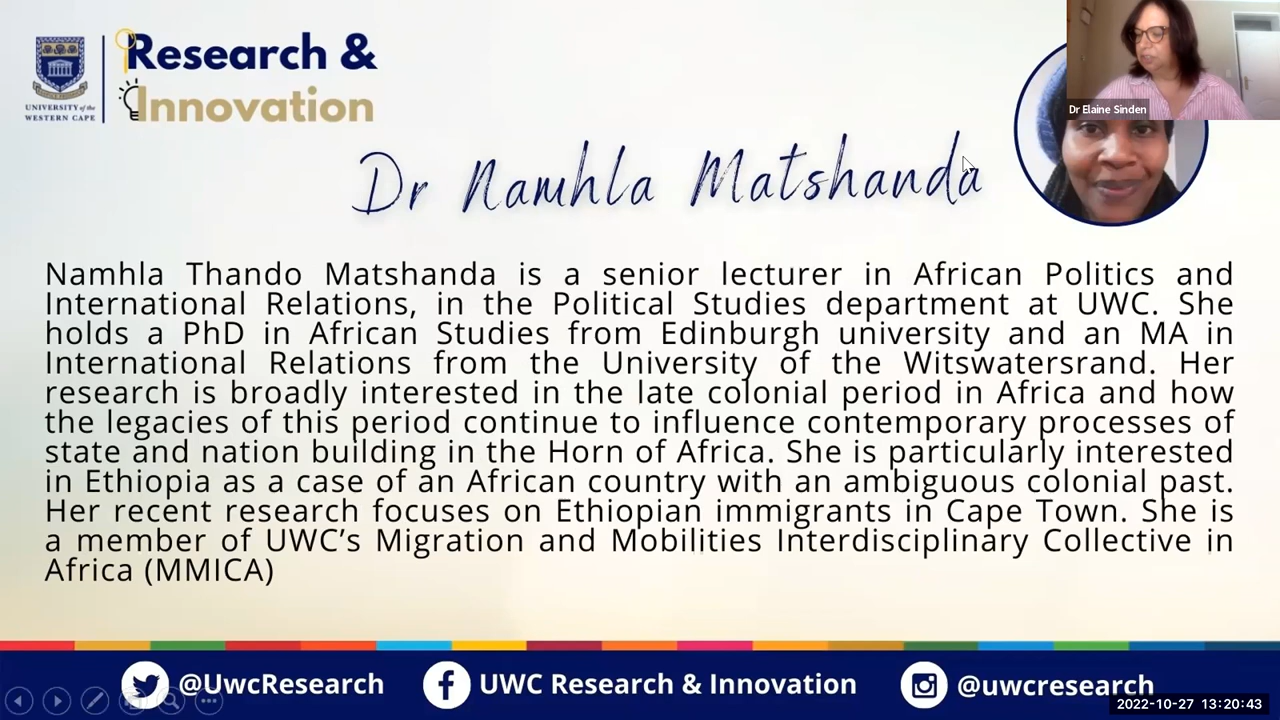 Research &
Innovation
UNIVERSITY of the
WESTERN CAPE
Dr Elaine Sinden
Dr Namhla Matshanda
Namhla Thando Matshanda is a senior lecturer in African Politics and
International Relations, in the Political Studies department at UWC. She
holds a PhD in African Studies from Edinburgh university and an MA in
International Relations from the University of the Witswatersrand. Her
research is broadly interested in the late colonial period in Africa and how
the legacies of this period continue to influence contemporary processes of
state and nation building in the Horn of Africa. She is particularly interested
in Ethiopia as a case of an African country with an ambiguous colonial past.
Her recent research focuses on Ethiopian immigrants in Cape Town. She is
a member of UWC’s Migration and Mobilities Interdisciplinary Collective in
Africa (MMICA)
@UwcResearch
UWC Research & Innovation
@uwcresearch
2022-10-27 13:20:43